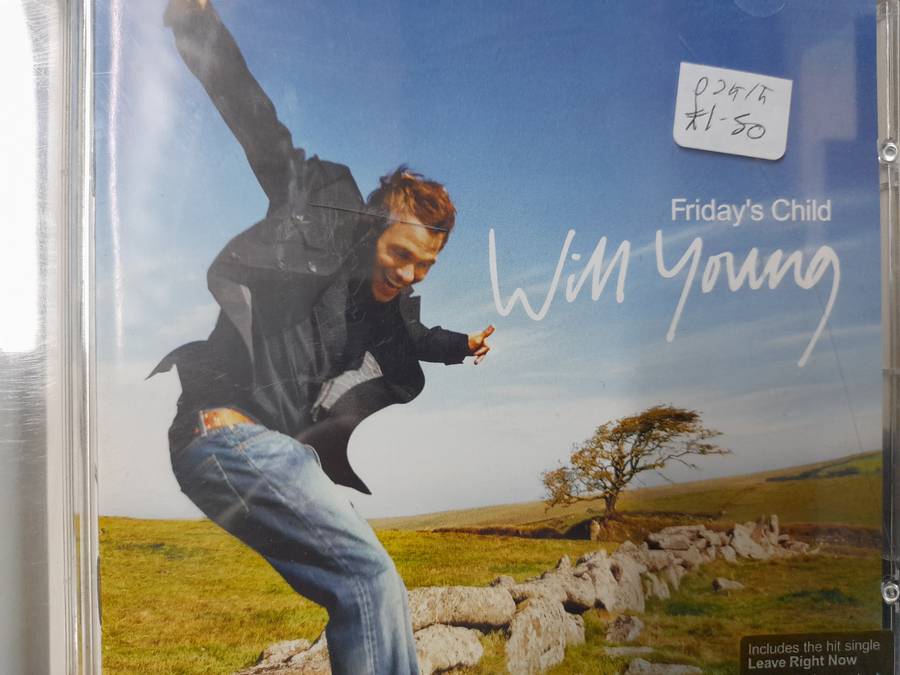 £1-50
Friday's Child
Will Young
Includes the hit single
Leave Right Now